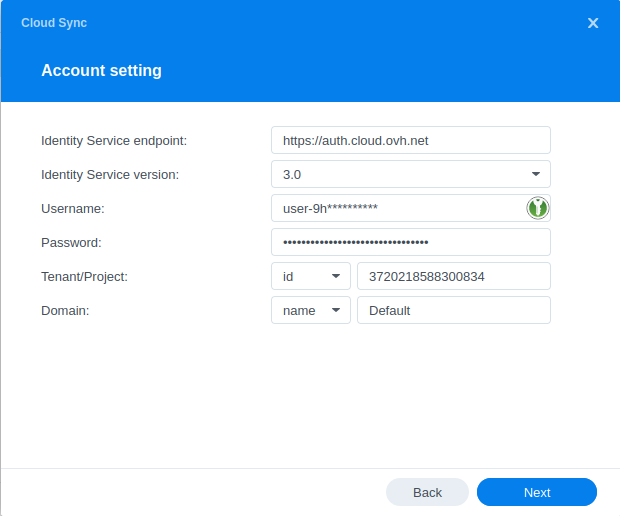 Cloud Sync
Account setting
Identity Service endpoint: https://auth.cloud.ovh.net
Identity Service version: 3.0
Username: user-9h**********
Password: ••••••••••••••••••••••••••••••••
Tenant/Project: id 3720218588300834
Domain: name Default
Back Next